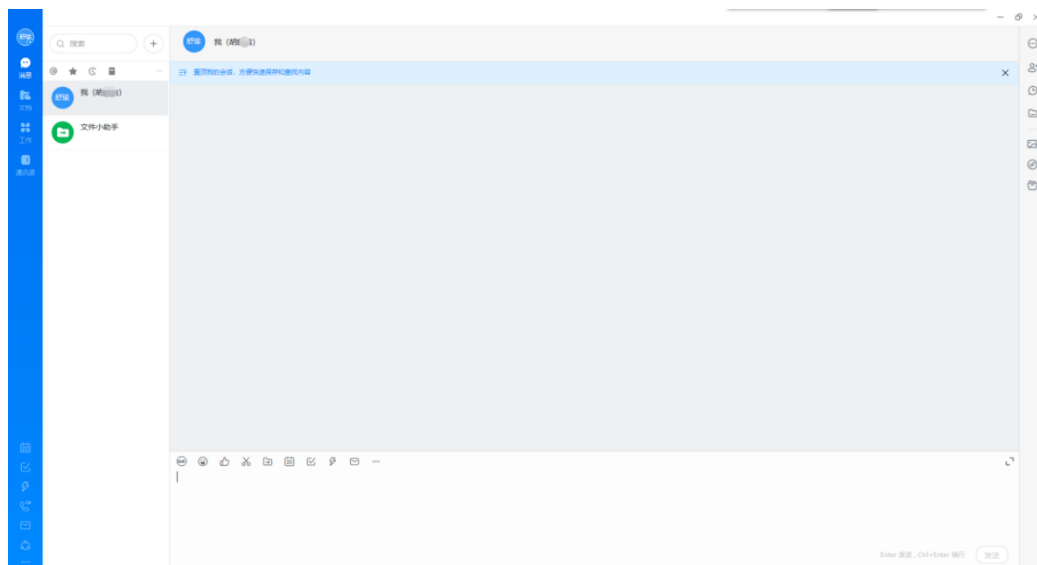 搜索
消息
文档
工作
通讯录
我 (胡
文件小助手
我 (胡
置顶我的会话，方便快速保存和查找内容
Enter 发送, Ctrl+Enter 换行
发送